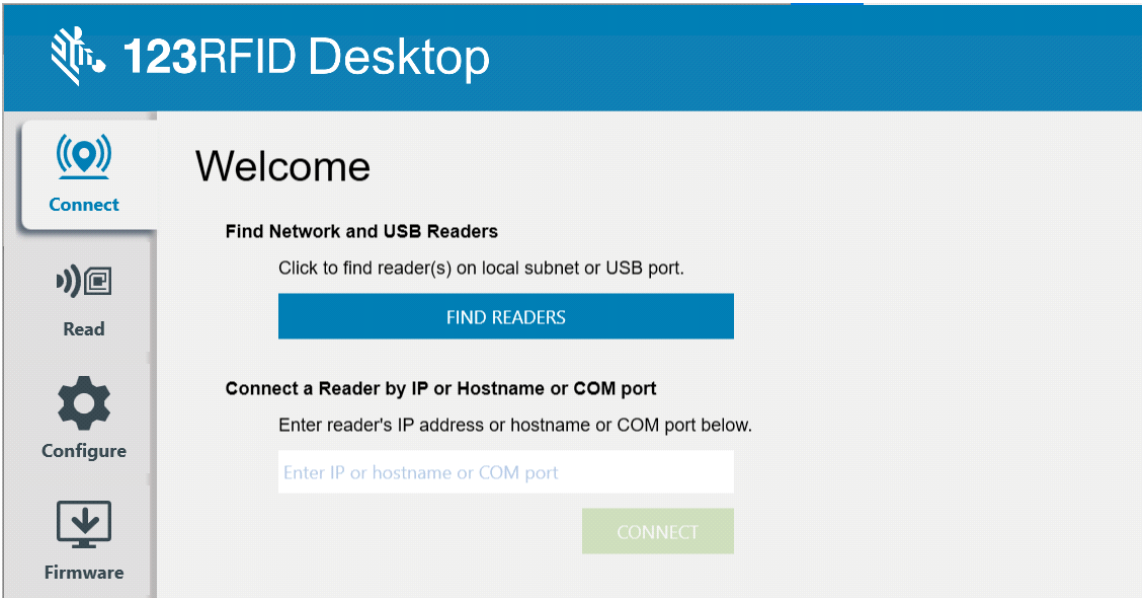 123RFID Desktop
Connect
Read
Configure
Firmware
Welcome
Find Network and USB Readers
Click to find reader(s) on local subnet or USB port.
FIND READERS
Connect a Reader by IP or Hostname or COM port
Enter reader's IP address or hostname or COM port below.
Enter IP or hostname or COM port
CONNECT